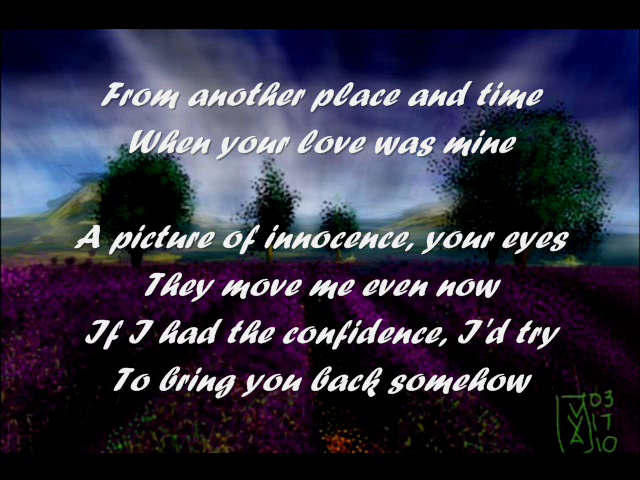 From another place and time
When your love was mine
A picture of innocence, your eyes
They move me even now
If I had the confidence, I'd try
To bring you back somehow
03
17
10